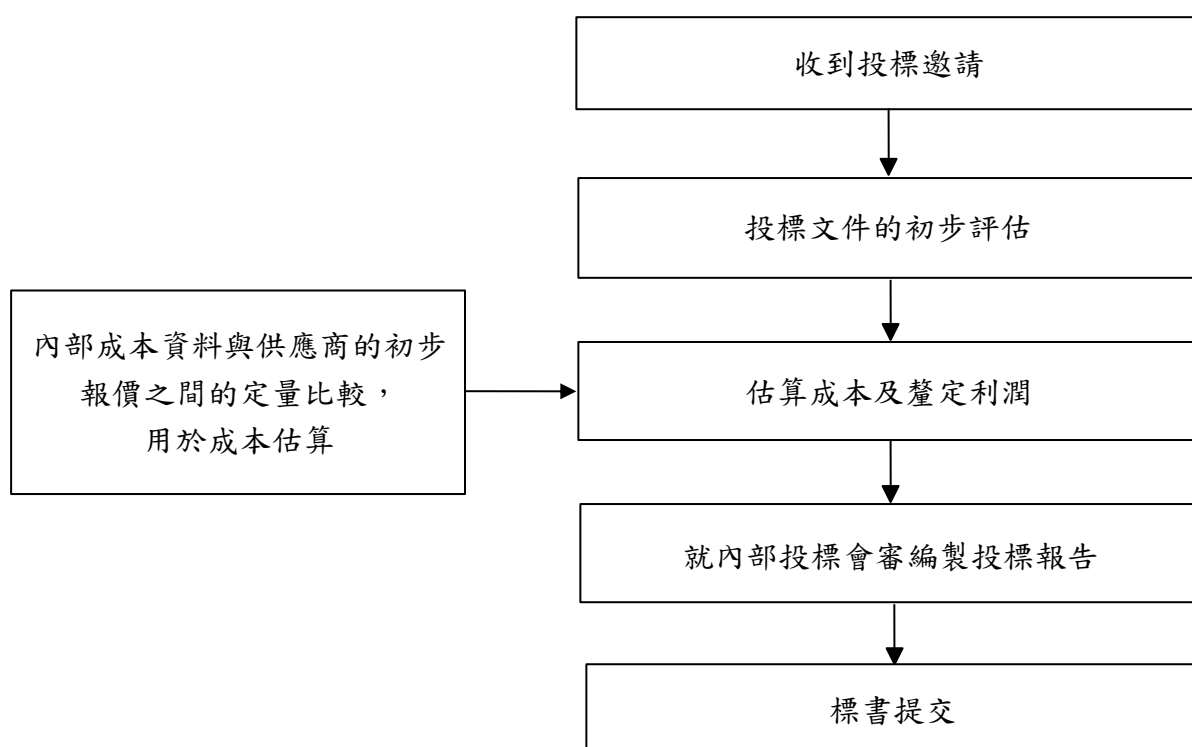 收到投標邀請
投標文件的初步評估
內部成本資料與供應商的初步
報價之間的定量比較，
用於成本估算
估算成本及釐定利潤
就內部投標會審編製投標報告
標書提交